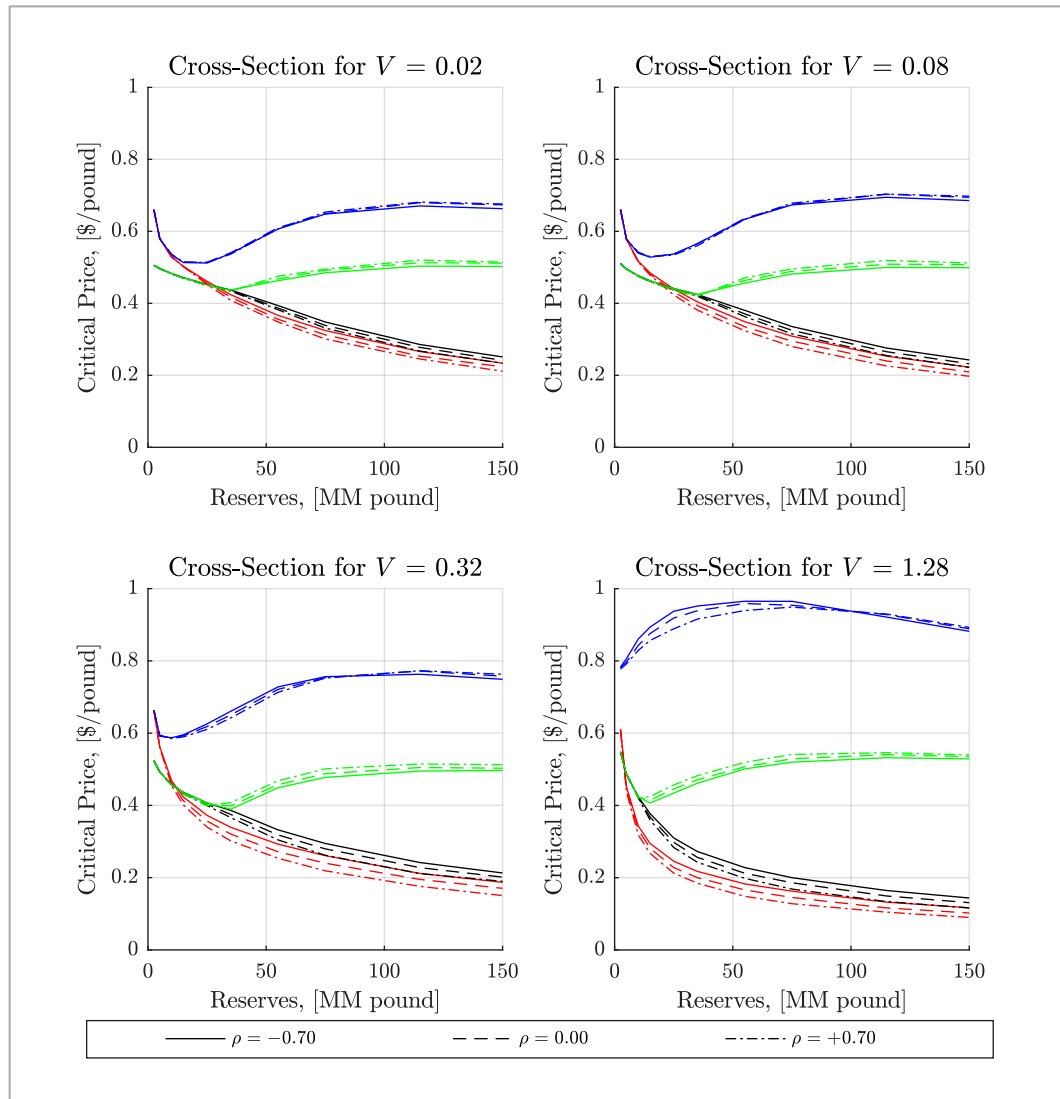 Cross-Section for V = 0.02
1
0.8
0.6
0.4
0.2
0
0 50 100 150
Critical Price, [$/pound]
Reserves, [MM pound]
Cross-Section for V = 0.08
1
0.8
0.6
0.4
0.2
0
0 50 100 150
Critical Price, [$/pound]
Reserves, [MM pound]
Cross-Section for V = 0.32
1
0.8
0.6
0.4
0.2
0
0 50 100 150
Critical Price, [$/pound]
Reserves, [MM pound]
Cross-Section for V = 1.28
1
0.8
0.6
0.4
0.2
0
0 50 100 150
Critical Price, [$/pound]
Reserves, [MM pound]
ρ = −0.70 ρ = 0.00 ρ = +0.70